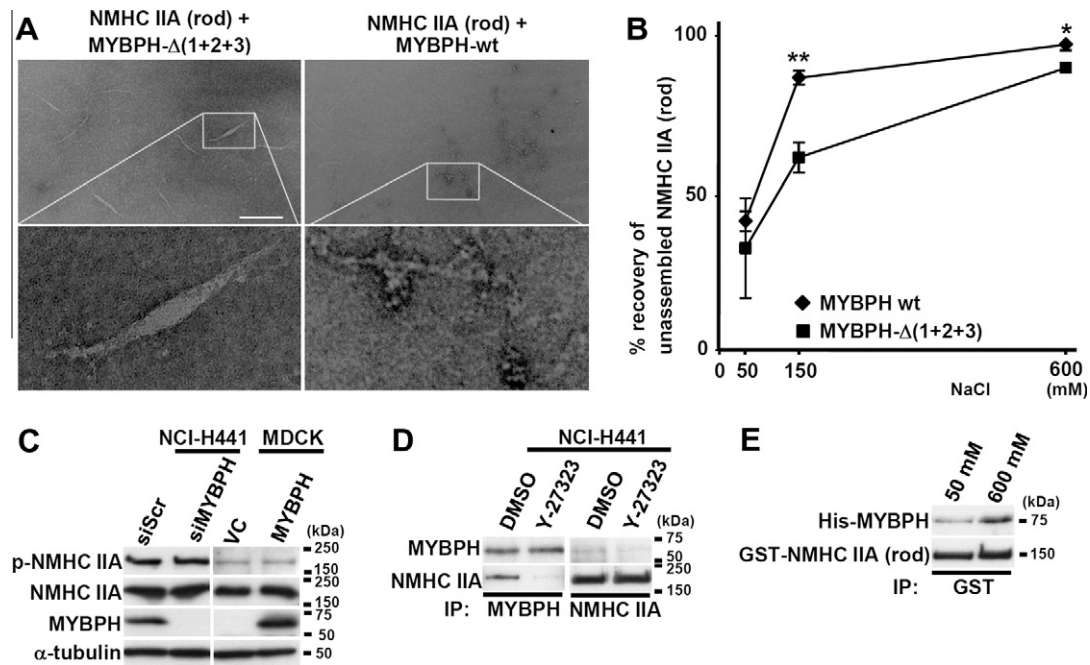 A
NMHC IIA (rod) +
MYBPH-Δ(1+2+3)
NMHC IIA (rod) +
MYBPH-wt
B
% recovery of
unassembled NMHC IIA (rod)
100
50
0
**
*
MYBPH wt
MYBPH-Δ(1+2+3)
0 50 150 600
NaCl (mM)
C
NCI-H441 MDCK
siScr siMYBPH VC MYBPH
(kDa)
p-NMHC IIA 250
150
NMHC IIA 250
150
MYBPH 75
50
α-tubulin 50
D
NCI-H441
DMSO Y-27323 DMSO Y-27323
(kDa)
MYBPH 75
50
NMHC IIA 250
150
IP: MYBPH NMHC IIA
E
50 mM 600 mM
(kDa)
His-MYBPH 75
GST-NMHC IIA (rod) 150
IP: GST